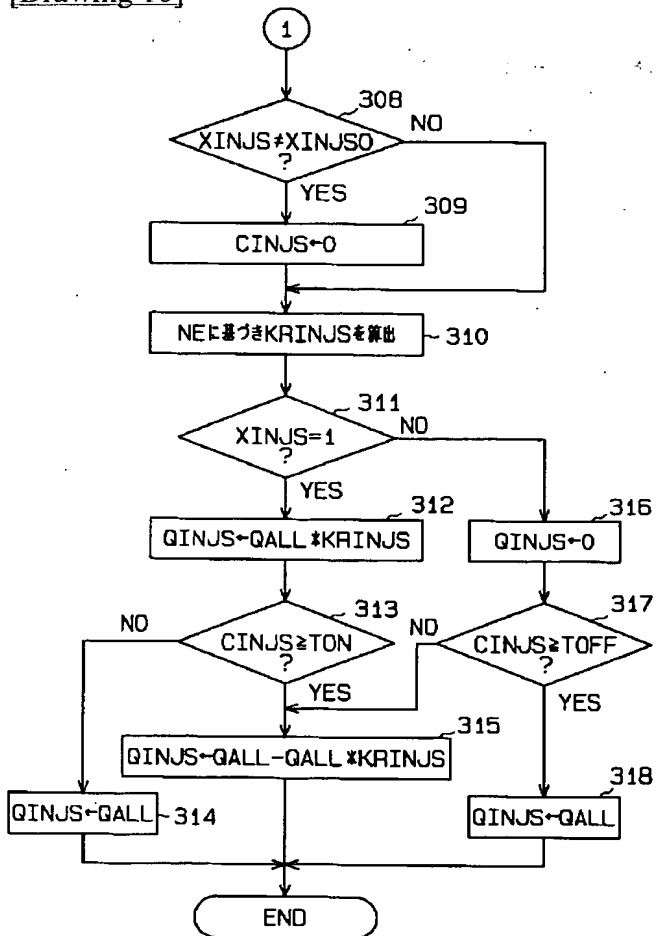 [Drawing 10]
1
308
XINJS≠XINJSO
?
NO
YES
309
CINJS←0
NEに基づきKRINJSを算出
310
311
XINJS=1
?
NO
YES
312
QINJS←QALL*KRINJS
316
QINJS←0
313
NO
CINJS≧TON
?
YES
317
NO
CINJS≧TOFF
?
YES
315
QINJS←QALL-QALL*KRINJS
QINJS←QALL
314
318
QINJS←QALL
END